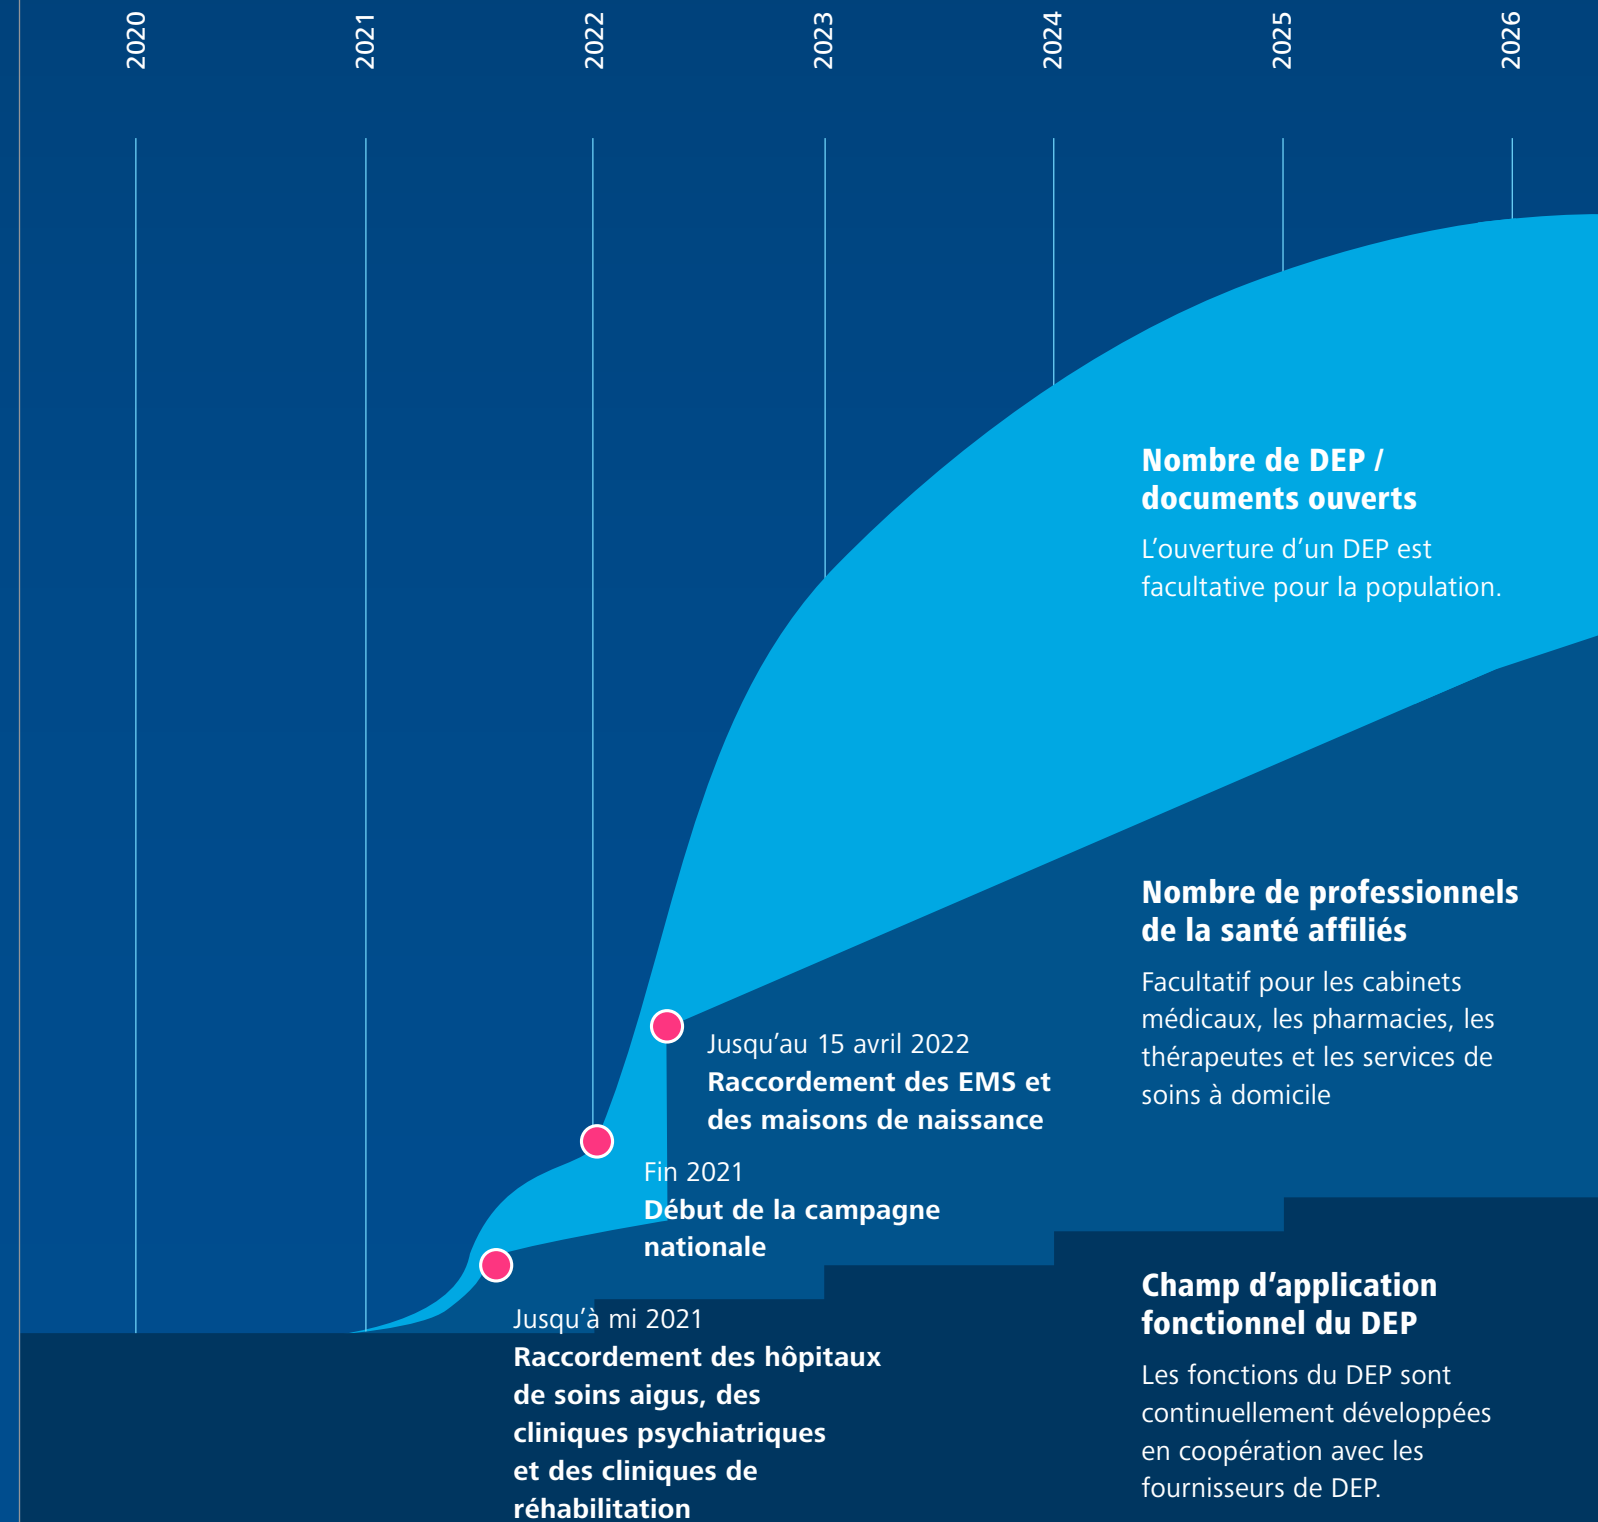 2020
2021
2022
2023
2024
2025
2026
Nombre de DEP /
documents ouverts
L’ouverture d’un DEP est
facultative pour la population.
Nombre de professionnels
de la santé affiliés
Facultatif pour les cabinets
médicaux, les pharmacies, les
thérapeutes et les services de
soins à domicile
Jusqu’au 15 avril 2022
Raccordement des EMS et
des maisons de naissance
Fin 2021
Début de la campagne
nationale
Jusqu’à mi 2021
Raccordement des hôpitaux
de soins aigus, des
cliniques psychiatriques
et des cliniques de
réhabilitation
Champ d’application
fonctionnel du DEP
Les fonctions du DEP sont
continuellement développées
en coopération avec les
fournisseurs de DEP.